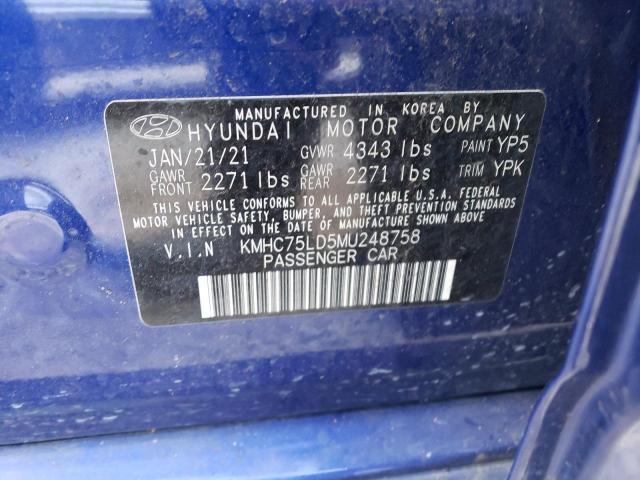 MANUFACTURED IN KOREA BY
HYUNDAI MOTOR COMPANY
JAN/21/21 GVWR 4343 lbs PAINT YP5
GAWR FRONT 2271 lbs GAWR REAR 2271 lbs TRIM YPK
THIS VEHICLE CONFORMS TO ALL APPLICABLE U.S.A. FEDERAL
MOTOR VEHICLE SAFETY, BUMPER, AND THEFT PREVENTION STANDARDS
IN EFFECT ON THE DATE OF MANUFACTURE SHOWN ABOVE.
V.I.N KMHC75LD5MU248758
PASSENGER CAR